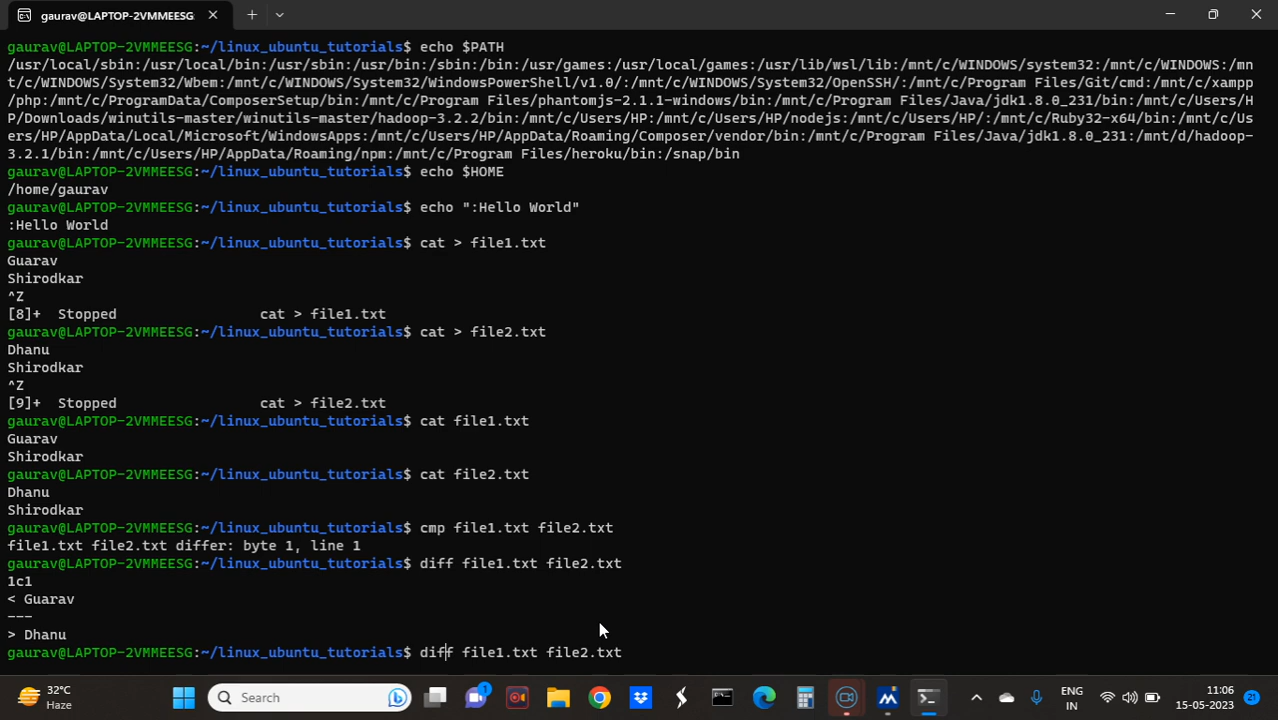 gaurav@LAPTOP-2VMMEESG:
gaurav@LAPTOP-2VMMEESG:~/linux_ubuntu_tutorials$ echo $PATH
/usr/local/sbin:/usr/local/bin:/usr/sbin:/usr/bin:/sbin:/bin:/usr/games:/usr/local/games:/usr/lib/wsl/lib:/mnt/c/WINDOWS/system32:/mnt/c/WINDOWS:/mn
t/c/WINDOWS/System32/Wbem:/mnt/c/WINDOWS/System32/WindowsPowerShell/v1.0/:/mnt/c/WINDOWS/System32/OpenSSH/:/mnt/c/Program Files/Git/cmd:/mnt/c/xampp
/php:/mnt/c/ProgramData/ComposerSetup/bin:/mnt/c/Program Files/phantomjs-2.1.1-windows/bin:/mnt/c/Program Files/Java/jdk1.8.0_231/bin:/mnt/c/Users/H
P/Downloads/winutils-master/winutils-master/hadoop-3.2.2/bin:/mnt/c/Users/HP:/mnt/c/Users/HP/nodejs:/mnt/c/Users/HP/:/mnt/c/Ruby32-x64/bin:/mnt/c/Us
ers/HP/AppData/Local/Microsoft/WindowsApps:/mnt/c/Users/HP/AppData/Roaming/Composer/vendor/bin:/mnt/c/Program Files/Java/jdk1.8.0_231:/mnt/d/hadoop-
3.2.1/bin:/mnt/c/Users/HP/AppData/Roaming/npm:/mnt/c/Program Files/heroku/bin:/snap/bin
gaurav@LAPTOP-2VMMEESG:~/linux_ubuntu_tutorials$ echo $HOME
/home/gaurav
gaurav@LAPTOP-2VMMEESG:~/linux_ubuntu_tutorials$ echo ":Hello World"
:Hello World
gaurav@LAPTOP-2VMMEESG:~/linux_ubuntu_tutorials$ cat > file1.txt
Guarav
Shirodkar
^Z
[8]+  Stopped                 cat > file1.txt
gaurav@LAPTOP-2VMMEESG:~/linux_ubuntu_tutorials$ cat > file2.txt
Dhanu
Shirodkar
^Z
[9]+  Stopped                 cat > file2.txt
gaurav@LAPTOP-2VMMEESG:~/linux_ubuntu_tutorials$ cat file1.txt
Guarav
Shirodkar
gaurav@LAPTOP-2VMMEESG:~/linux_ubuntu_tutorials$ cat file2.txt
Dhanu
Shirodkar
gaurav@LAPTOP-2VMMEESG:~/linux_ubuntu_tutorials$ cmp file1.txt file2.txt
file1.txt file2.txt differ: byte 1, line 1
gaurav@LAPTOP-2VMMEESG:~/linux_ubuntu_tutorials$ diff file1.txt file2.txt
1c1
< Guarav
---
> Dhanu
gaurav@LAPTOP-2VMMEESG:~/linux_ubuntu_tutorials$ diff file1.txt file2.txt
32°C
Haze
Search
1
ENG
IN
11:06
15-05-2023
21